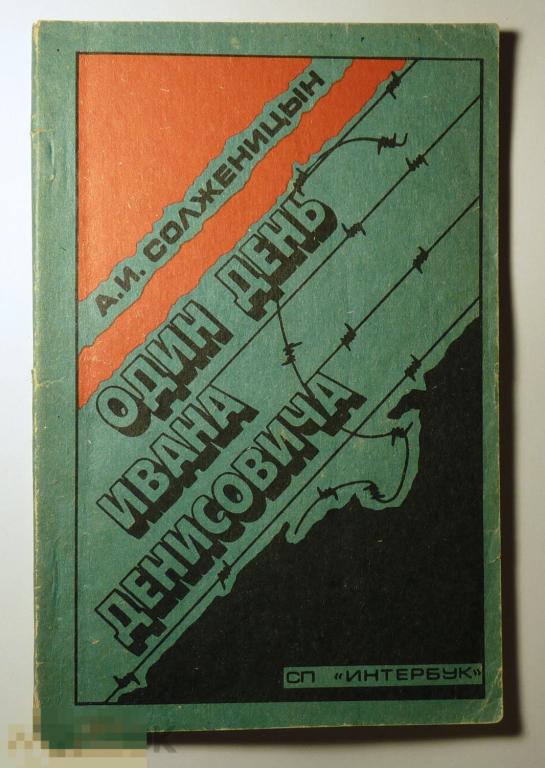 А.И. СОЛЖЕНИЦЫН
ОДИН ДЕНЬ
ИВАНА
ДЕНИСОВИЧА
СП «ИНТЕРБУК»